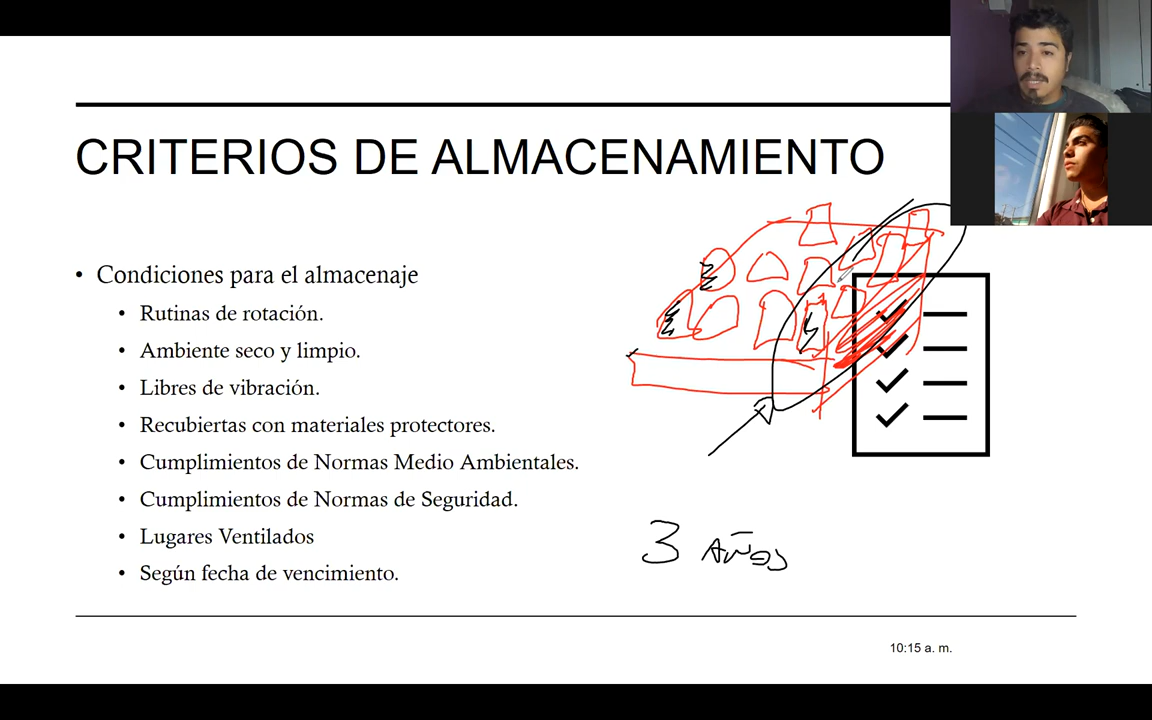 CRITERIOS DE ALMACENAMIENTO
• Condiciones para el almacenaje
• Rutinas de rotación.
• Ambiente seco y limpio.
• Libres de vibración.
• Recubiertas con materiales protectores.
• Cumplimientos de Normas Medio Ambientales.
• Cumplimientos de Normas de Seguridad.
• Lugares Ventilados
• Según fecha de vencimiento.
3 AÑOS
10:15 a. m.